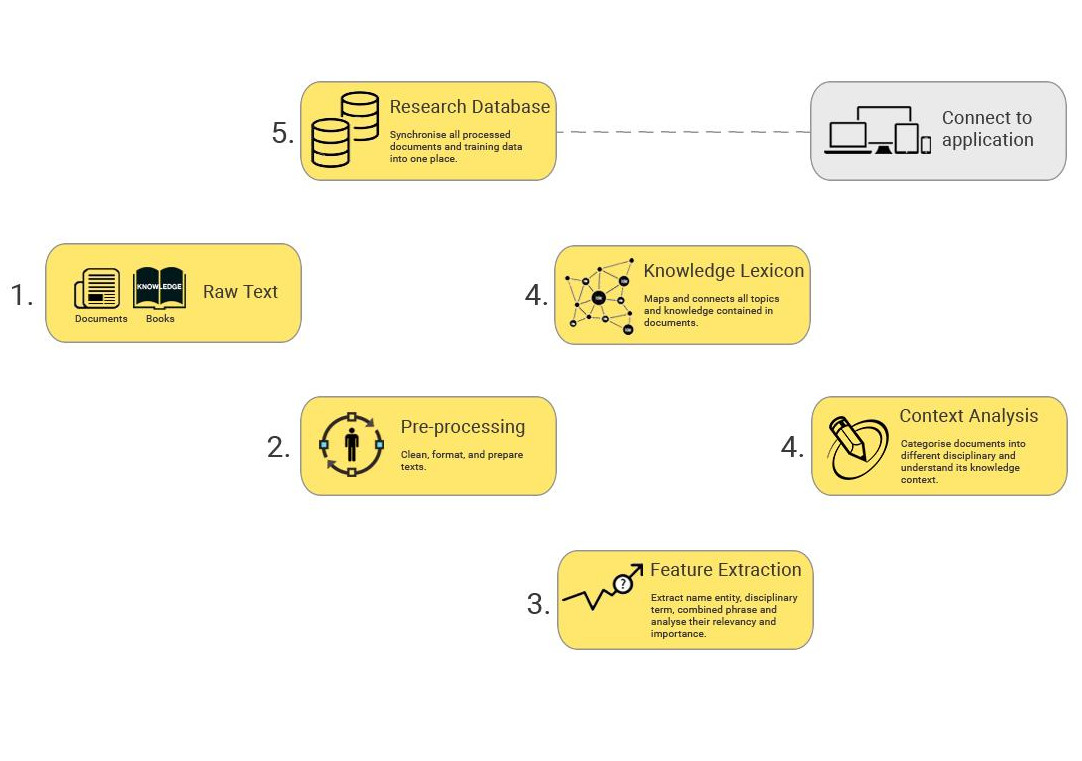 5.
Research Database
Synchronise all processed
documents and training data
into one place.
Connect to
application
1.
KNOWLEDGE
Documents
Books
Raw Text
4.
Knowledge Lexicon
Maps and connects all topics
and knowledge contained in
documents.
2.
Pre-processing
Clean, format, and prepare
texts.
4.
Context Analysis
Categorise documents into
different disciplinary and
understand its knowledge
context.
3.
?
Feature Extraction
Extract name entity, disciplinary
term, combined phrase and
analyse their relevancy and
importance.